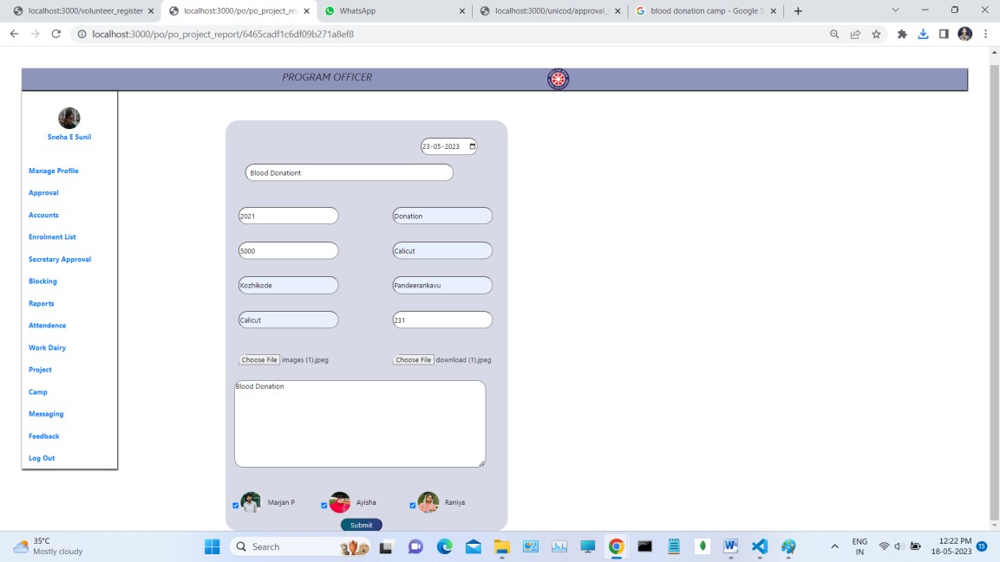 localhost:3000/volunteer_register
localhost:3000/po/po_project_rep
WhatsApp
localhost:3000/unicod/approval_
blood donation camp - Google S
localhost:3000/po/po_project_report/6465cadf1c6df09b271a8ef8
PROGRAM OFFICER
Sneha E Sunil
Manage Profile
Approval
Accounts
Enrolment List
Secretary Approval
Blocking
Reports
Attendence
Work Dairy
Project
Camp
Messaging
Feedback
Log Out
23-05-2023
Blood Donationt
2021
Donation
5000
Calicut
Kozhikode
Pandeerankavu
Calicut
231
Choose File images (1).jpeg
Choose File download (1).jpeg
Blood Donation
Marjan P
Ayisha
Raniya
Submit
35°C
Mostly cloudy
Search
ENG
IN
12:22 PM
18-05-2023
15